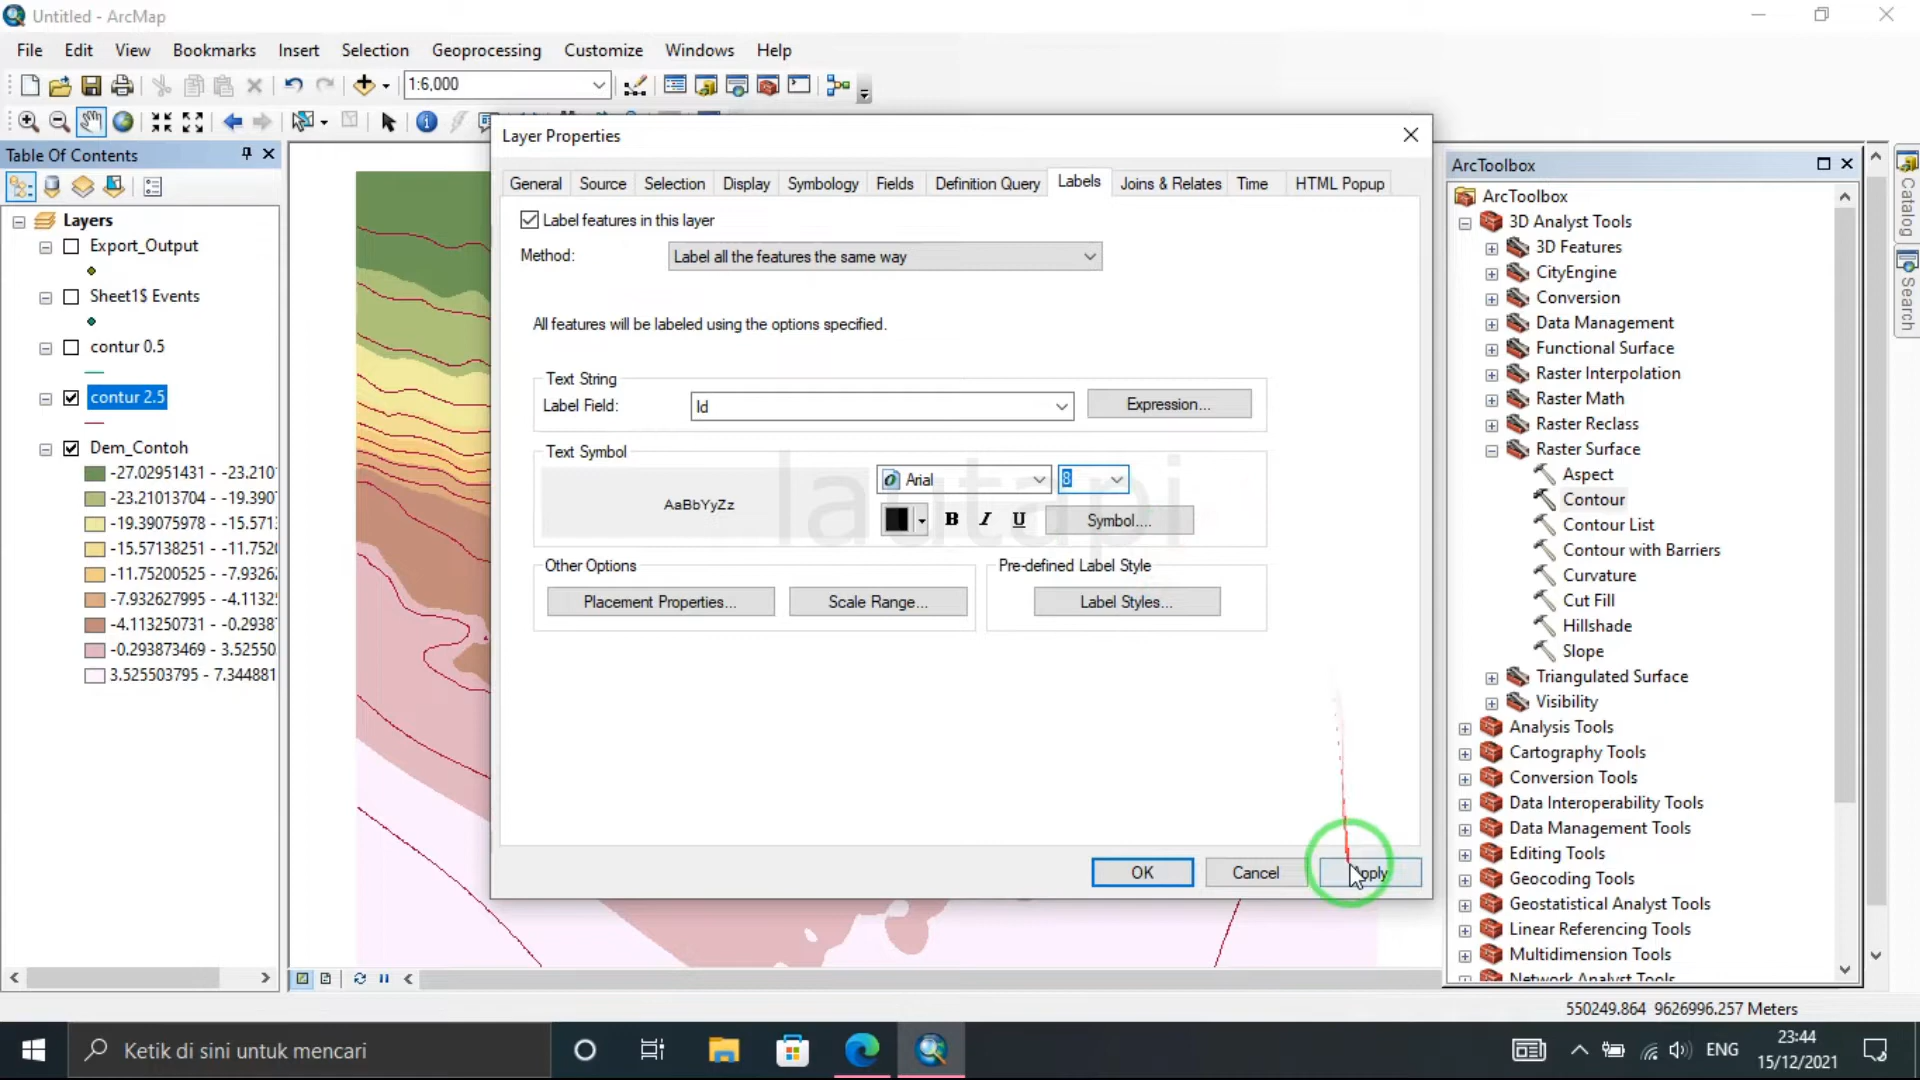 Untitled - ArcMap
File Edit View Bookmarks Insert Selection Geoprocessing Customize Windows Help
1:6,000
Table Of Contents
Layers
Export_Output
Sheet1$ Events
contur 0.5
contur 2.5
Dem_Contoh
-27.02951431 - -23.210
-23.21013704 - -19.390
-19.39075978 - -15.571
-15.57138251 - -11.752
-11.75200525 - -7.9326
-7.932627995 - -4.1132
-4.113250731 - -0.2938
-0.293873469 - 3.52550
3.525503795 - 7.344881
Layer Properties
General Source Selection Display Symbology Fields Definition Query Labels Joins & Relates Time HTML Popup
Label features in this layer
Method: Label all the features the same way
All features will be labeled using the options specified.
Text String
Label Field: Id Expression...
Text Symbol
AaBbYyZz
Arial 8
B I U Symbol....
lautapi
Other Options
Placement Properties... Scale Range...
Pre-defined Label Style
Label Styles...
OK Cancel Apply
ArcToolbox
ArcToolbox
3D Analyst Tools
3D Features
CityEngine
Conversion
Data Management
Functional Surface
Raster Interpolation
Raster Math
Raster Reclass
Raster Surface
Aspect
Contour
Contour List
Contour with Barriers
Curvature
Cut Fill
Hillshade
Slope
Triangulated Surface
Visibility
Analysis Tools
Cartography Tools
Conversion Tools
Data Interoperability Tools
Data Management Tools
Editing Tools
Geocoding Tools
Geostatistical Analyst Tools
Linear Referencing Tools
Multidimension Tools
Network Analyst Tools
Catalog
Search
550249.864 9626996.257 Meters
Ketik di sini untuk mencari
ENG
23:44
15/12/2021